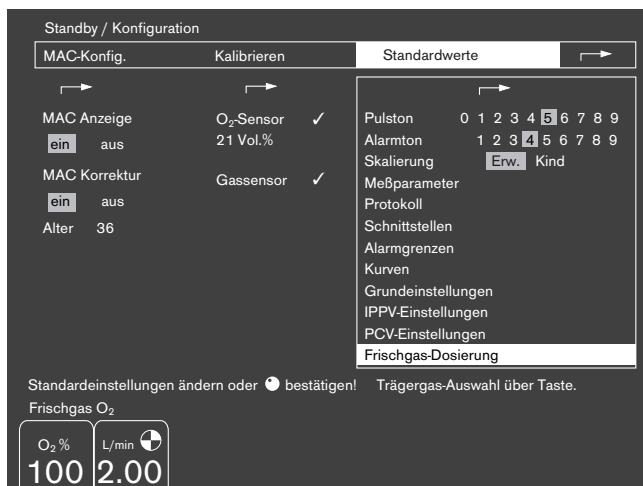 Standby / Konfiguration
MAC-Konfig.
Kalibrieren
Standardwerte
MAC Anzeige
ein aus
MAC Korrektur
ein aus
Alter 36
O₂-Sensor ✓
21 Vol.%
Gassensor ✓
Pulston 0 1 2 3 4 5 6 7 8 9
Alarmton 1 2 3 4 5 6 7 8 9
Skalierung Erw. Kind
Meßparameter
Protokoll
Schnittstellen
Alarmgrenzen
Kurven
Grundeinstellungen
IPPV-Einstellungen
PCV-Einstellungen
Frischgas-Dosierung
Standardeinstellungen ändern oder bestätigen! Trägergas-Auswahl über Taste.
Frischgas O₂
O₂ % L/min
100 2.00